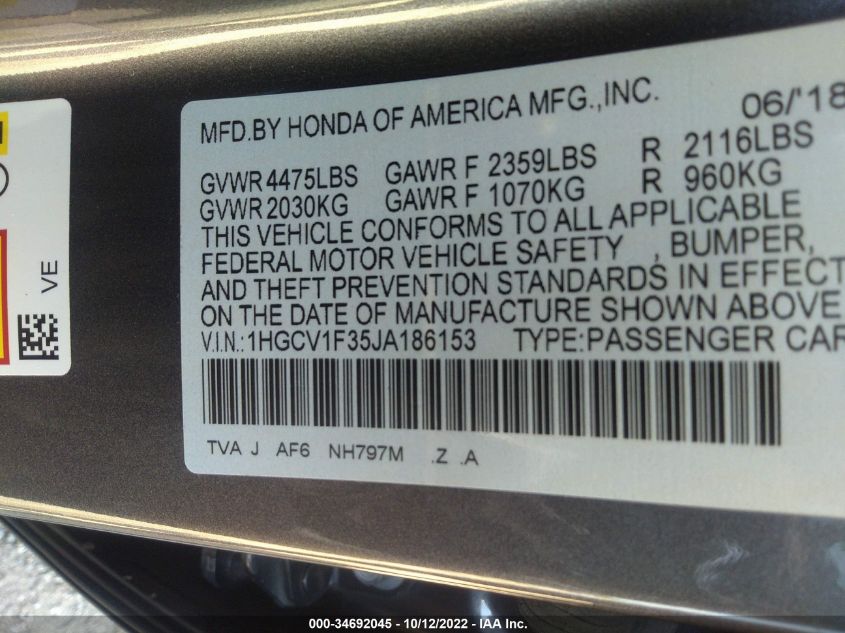 MFD.BY HONDA OF AMERICA MFG.,INC. 06/'18
GVWR 4475LBS GAWR F 2359LBS R 2116LBS
GVWR 2030KG GAWR F 1070KG R 960KG
THIS VEHICLE CONFORMS TO ALL APPLICABLE
FEDERAL MOTOR VEHICLE SAFETY , BUMPER,
AND THEFT PREVENTION STANDARDS IN EFFECT
ON THE DATE OF MANUFACTURE SHOWN ABOVE
V.I.N.:1HGCV1F35JA186153 TYPE:PASSENGER CAR
TVA J AF6 NH797M .Z .A
VE
000-34692045 - 10/12/2022 - IAA Inc.